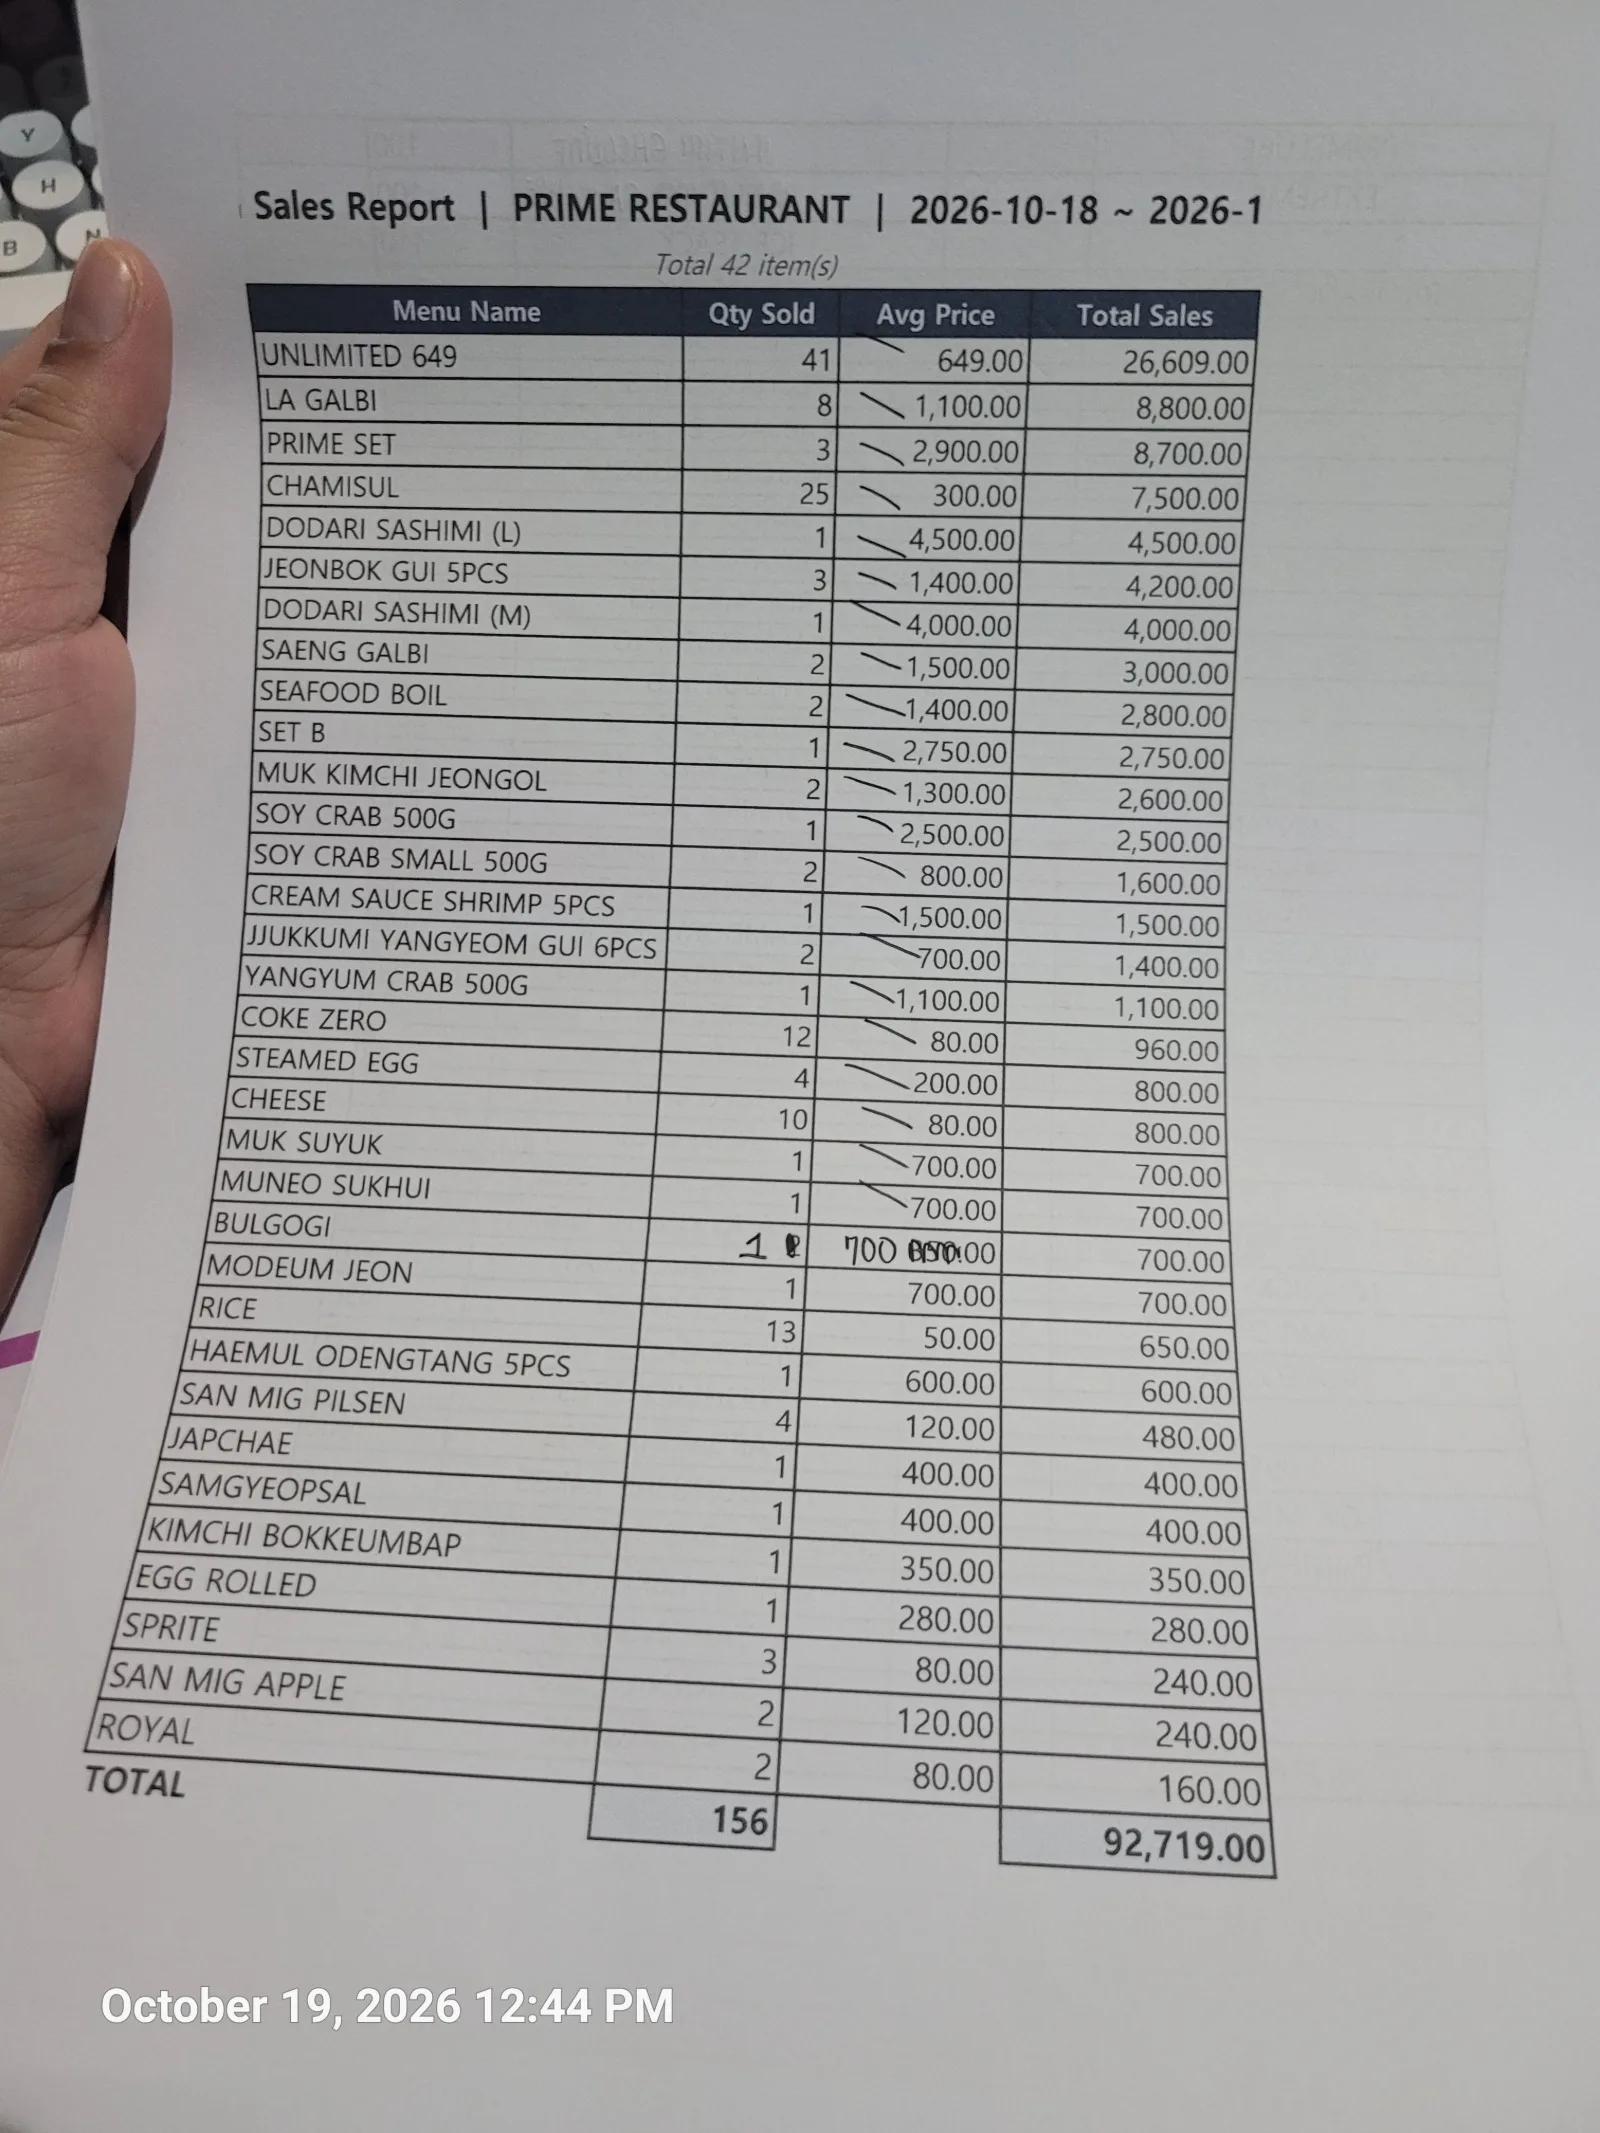 Y
H
B
N
Sales Report | PRIME RESTAURANT | 2026-10-18 ~ 2026-1
Total 42 item(s)
Menu Name Qty Sold Avg Price Total Sales
UNLIMITED 649 41 649.00 26,609.00
LA GALBI 8 1,100.00 8,800.00
PRIME SET 3 2,900.00 8,700.00
CHAMISUL 25 300.00 7,500.00
DODARI SASHIMI (L) 1 4,500.00 4,500.00
JEONBOK GUI 5PCS 3 1,400.00 4,200.00
DODARI SASHIMI (M) 1 4,000.00 4,000.00
SAENG GALBI 2 1,500.00 3,000.00
SEAFOOD BOIL 2 1,400.00 2,800.00
SET B 1 2,750.00 2,750.00
MUK KIMCHI JEONGOL 2 1,300.00 2,600.00
SOY CRAB 500G 1 2,500.00 2,500.00
SOY CRAB SMALL 500G 2 800.00 1,600.00
CREAM SAUCE SHRIMP 5PCS 1 1,500.00 1,500.00
JJUKKUMI YANGYEOM GUI 6PCS 2 700.00 1,400.00
YANGYUM CRAB 500G 1 1,100.00 1,100.00
COKE ZERO 12 80.00 960.00
STEAMED EGG 4 200.00 800.00
CHEESE 10 80.00 800.00
MUK SUYUK 1 700.00 700.00
MUNEO SUKHUI 1 700.00 700.00
BULGOGI 1 700 .00 700.00
MODEUM JEON 1 700.00 700.00
RICE 13 50.00 650.00
HAEMUL ODENGTANG 5PCS 1 600.00 600.00
SAN MIG PILSEN 4 120.00 480.00
JAPCHAE 1 400.00 400.00
SAMGYEOPSAL 1 400.00 400.00
KIMCHI BOKKEUMBAP 1 350.00 350.00
EGG ROLLED 1 280.00 280.00
SPRITE 3 80.00 240.00
SAN MIG APPLE 2 120.00 240.00
ROYAL 2 80.00 160.00
TOTAL 156 92,719.00
October 19, 2026 12:44 PM